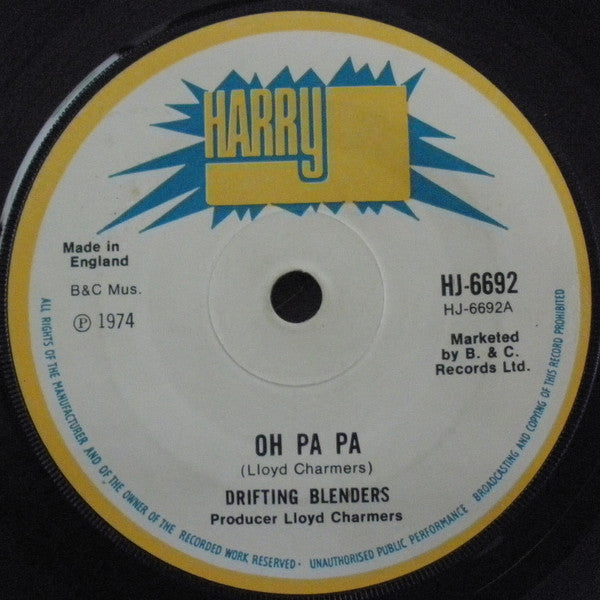 HARRY
Made in
England
B&C Mus.
Ⓟ 1974
HJ-6692
HJ-6692A
Marketed
by B. & C.
Records Ltd.
OH PA PA
(Lloyd Charmers)
DRIFTING BLENDERS
Producer Lloyd Charmers
ALL RIGHTS OF THE MANUFACTURER AND OF THE OWNER OF THE RECORDED WORK RESERVED · UNAUTHORISED PUBLIC PERFORMANCE BROADCASTING AND COPYING OF THIS RECORD PROHIBITED